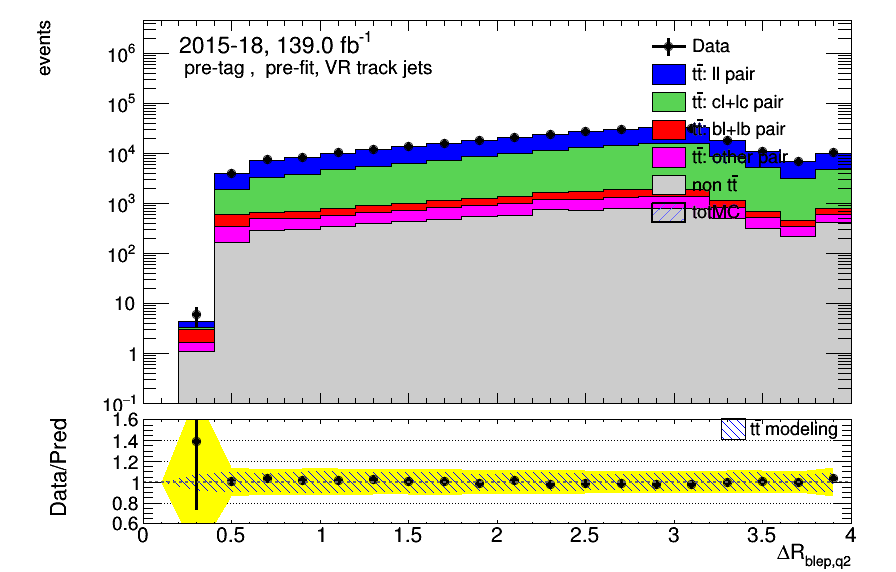 events
2015-18, 139.0 fb⁻¹
pre-tag , pre-fit, VR track jets
Data
tt̄: ll pair
tt̄: cl+lc pair
tt̄: bl+lb pair
tt̄: other pair
non tt̄
totMC
10⁶
10⁵
10⁴
10³
10²
10
1
10⁻¹
Data/Pred
tt̄ modeling
1.6
1.4
1.2
1
0.8
0.6
0 0.5 1 1.5 2 2.5 3 3.5 4
ΔR_blep,q2